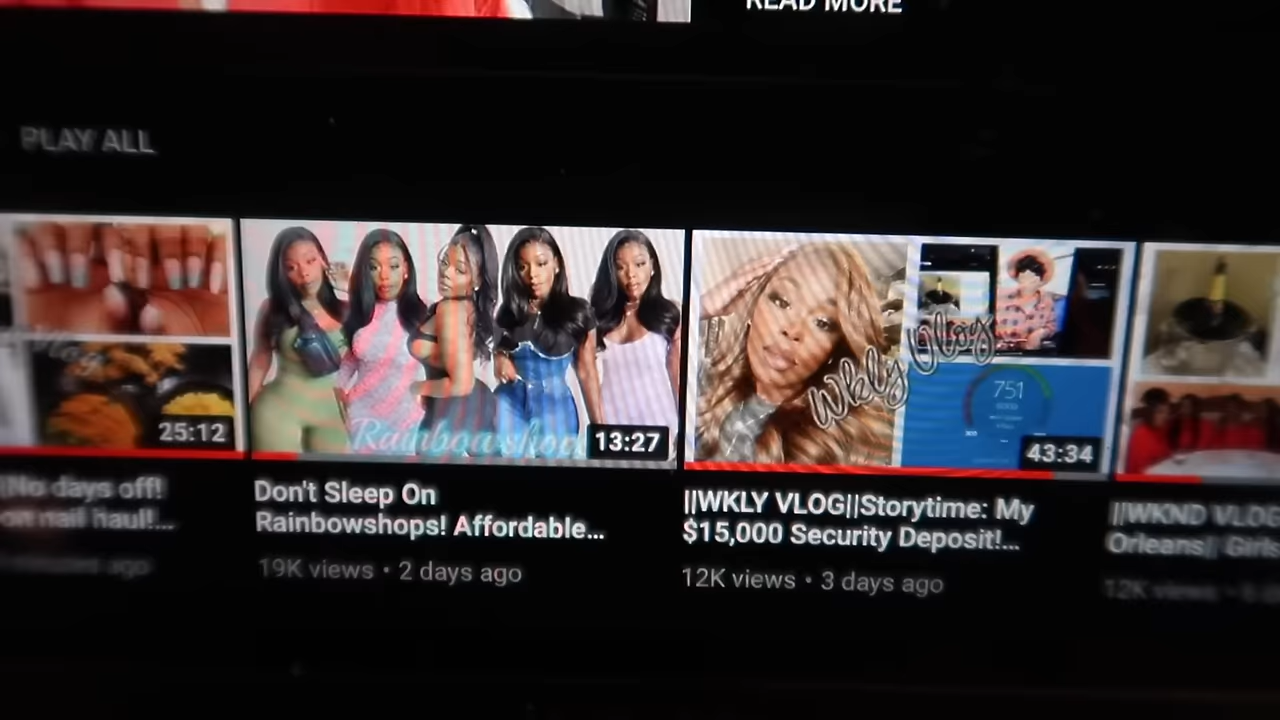 READ MORE
PLAY ALL
25:12
Rainbowshop
13:27
Wkly Vlog
751
43:34
No days off!
on nail haul!...
Don't Sleep On
Rainbowshops! Affordable...
19K views • 2 days ago
||WKLY VLOG||Storytime: My
$15,000 Security Deposit!...
12K views • 3 days ago
||WKND VLOG
Orleans|| Girls
12K views •